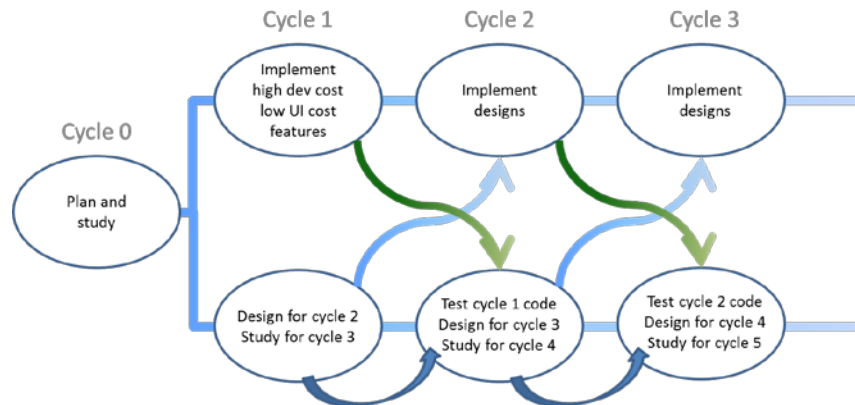 Cycle 1
Cycle 2
Cycle 3
Implement
high dev cost
low UI cost
features
Implement
designs
Implement
designs
Cycle 0
Plan and
study
Design for cycle 2
Study for cycle 3
Test cycle 1 code
Design for cycle 3
Study for cycle 4
Test cycle 2 code
Design for cycle 4
Study for cycle 5